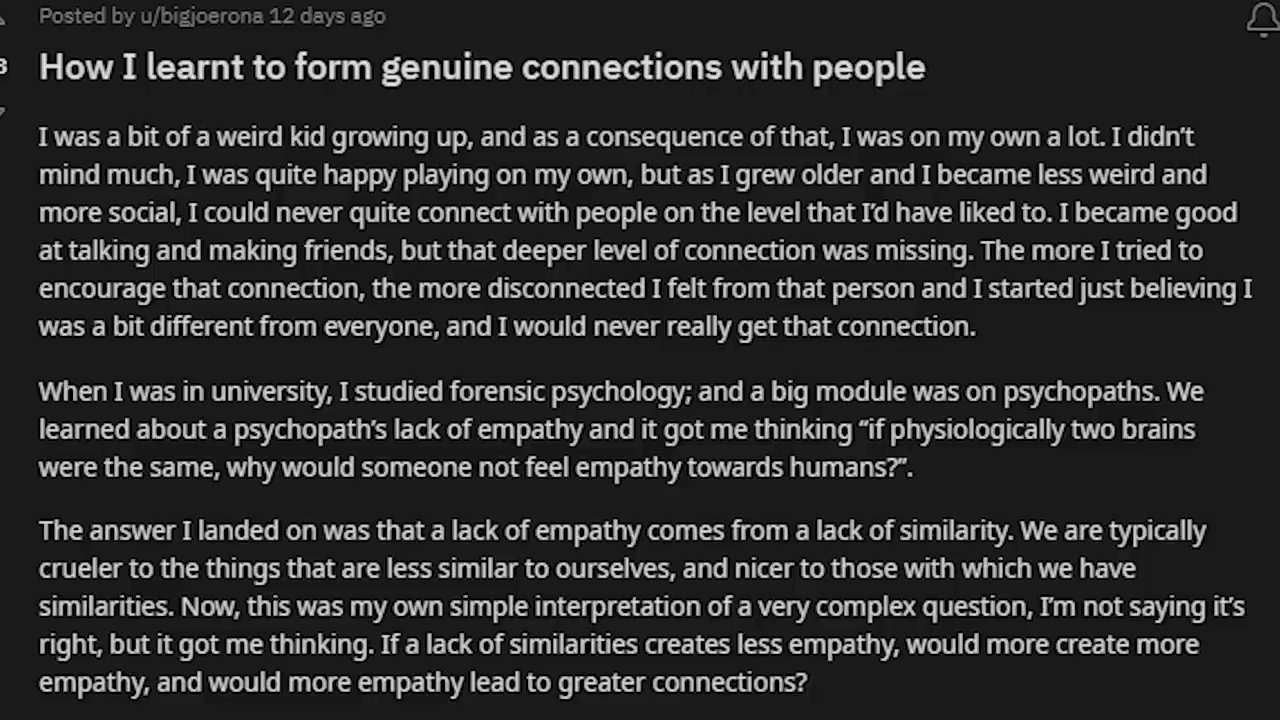 Posted by u/bigjoerona 12 days ago
How I learnt to form genuine connections with people
I was a bit of a weird kid growing up, and as a consequence of that, I was on my own a lot. I didn’t
mind much, I was quite happy playing on my own, but as I grew older and I became less weird and
more social, I could never quite connect with people on the level that I’d have liked to. I became good
at talking and making friends, but that deeper level of connection was missing. The more I tried to
encourage that connection, the more disconnected I felt from that person and I started just believing I
was a bit different from everyone, and I would never really get that connection.
When I was in university, I studied forensic psychology; and a big module was on psychopaths. We
learned about a psychopath’s lack of empathy and it got me thinking “if physiologically two brains
were the same, why would someone not feel empathy towards humans?”.
The answer I landed on was that a lack of empathy comes from a lack of similarity. We are typically
crueler to the things that are less similar to ourselves, and nicer to those with which we have
similarities. Now, this was my own simple interpretation of a very complex question, I’m not saying it’s
right, but it got me thinking. If a lack of similarities creates less empathy, would more create more
empathy, and would more empathy lead to greater connections?